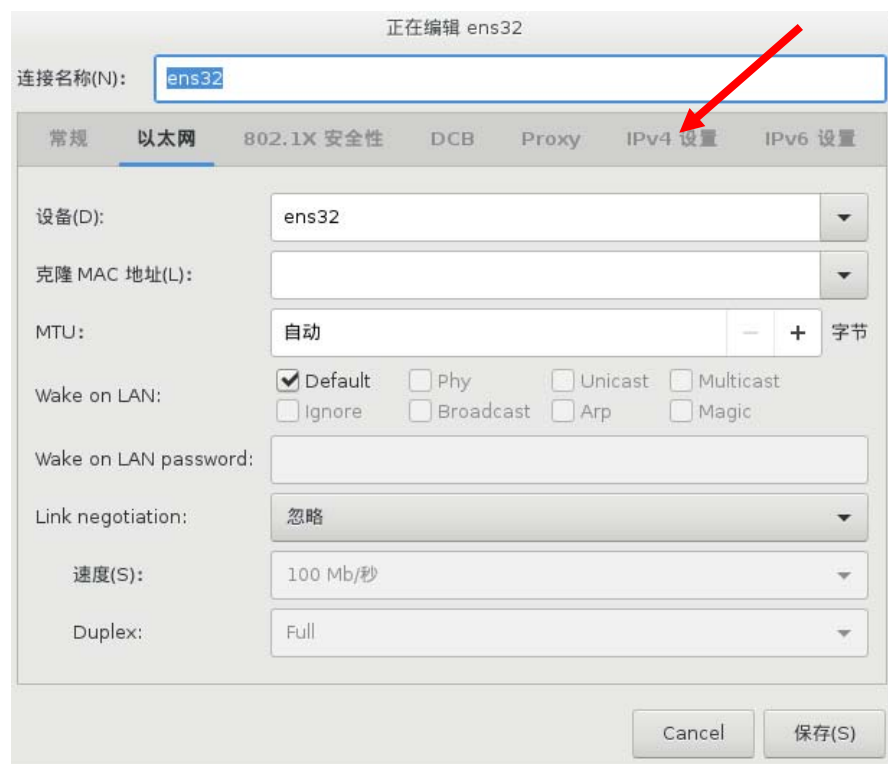 正在编辑 ens32
连接名称(N): ens32
常规 以太网 802.1X 安全性 DCB Proxy IPv4 设置 IPv6 设置
设备(D): ens32
克隆 MAC 地址(L):
MTU: 自动 − + 字节
Wake on LAN: Default Phy Unicast Multicast
Ignore Broadcast Arp Magic
Wake on LAN password:
Link negotiation: 忽略
速度(S): 100 Mb/秒
Duplex: Full
Cancel 保存(S)